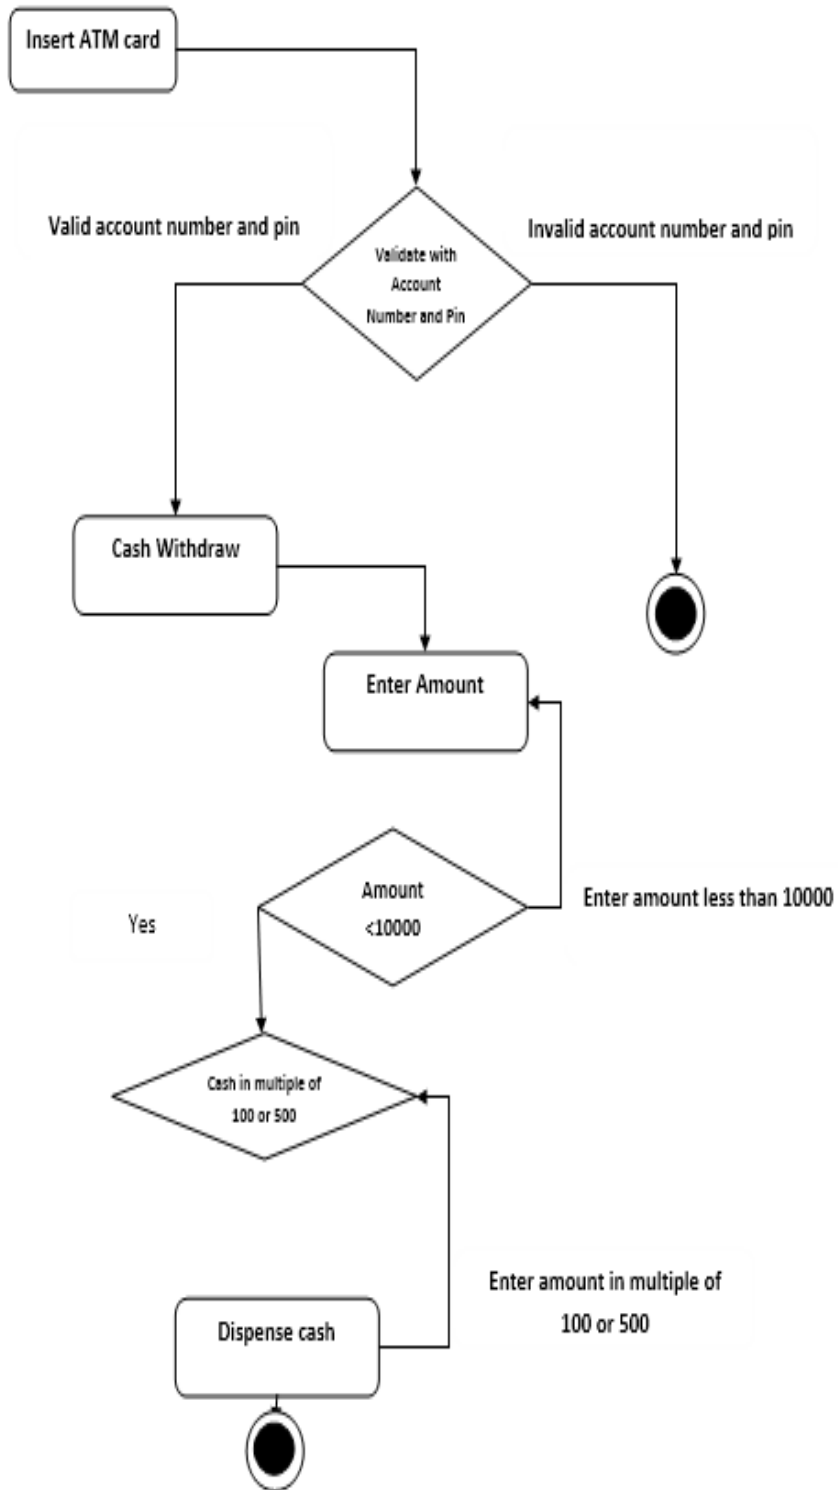 Insert ATM card
Valid account number and pin
Invalid account number and pin
Validate with
Account
Number and Pin
Cash Withdraw
Enter Amount
Amount
<10000
Enter amount less than 10000
Yes
Cash in multiple of
100 or 500
Enter amount in multiple of
100 or 500
Dispense cash